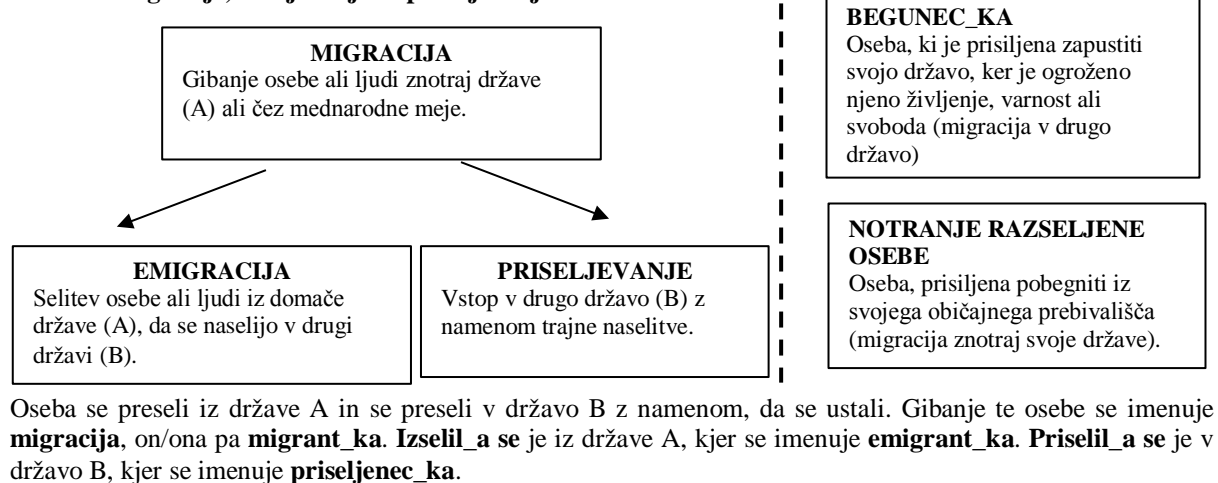 MIGRACIJA
Gibanje osebe ali ljudi znotraj države
(A) ali čez mednarodne meje.
EMIGRACIJA
Selitev osebe ali ljudi iz domače
države (A), da se naselijo v drugi
državi (B).
PRISELJEVANJE
Vstop v drugo državo (B) z
namenom trajne naselitve.
BEGUNEC_KA
Oseba, ki je prisiljena zapustiti
svojo državo, ker je ogroženo
njeno življenje, varnost ali
svoboda (migracija v drugo
državo)
NOTRANJE RAZSELJENE
OSEBE
Oseba, prisiljena pobegniti iz
svojega običajnega prebivališča
(migracija znotraj svoje države).
Oseba se preseli iz države A in se preseli v državo B z namenom, da se ustali. Gibanje te osebe se imenuje
migracija, on/ona pa migrant_ka. Izselil_a se je iz države A, kjer se imenuje emigrant_ka. Priselil_a se je v
državo B, kjer se imenuje priseljenec_ka.